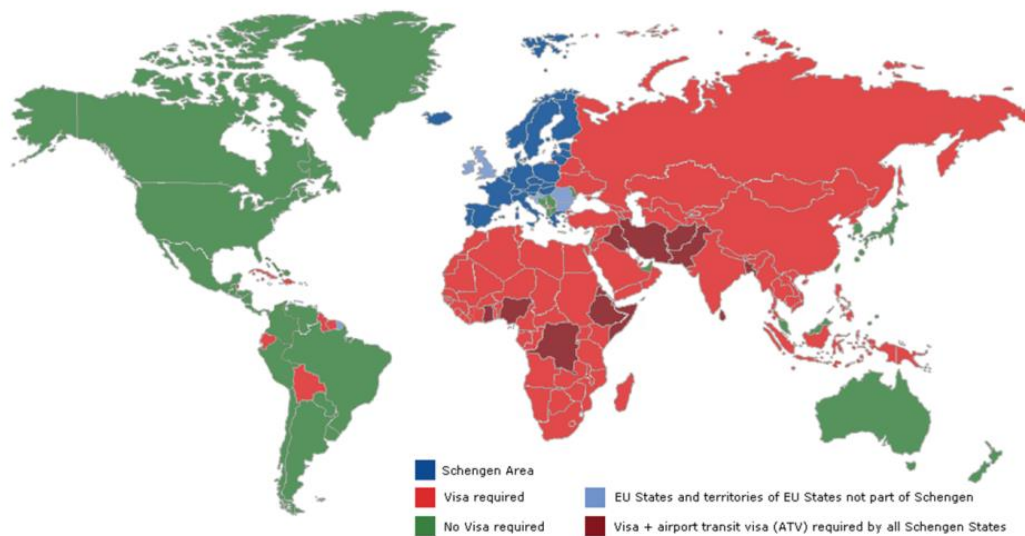 Schengen Area
Visa required
EU States and territories of EU States not part of Schengen
No Visa required
Visa + airport transit visa (ATV) required by all Schengen States